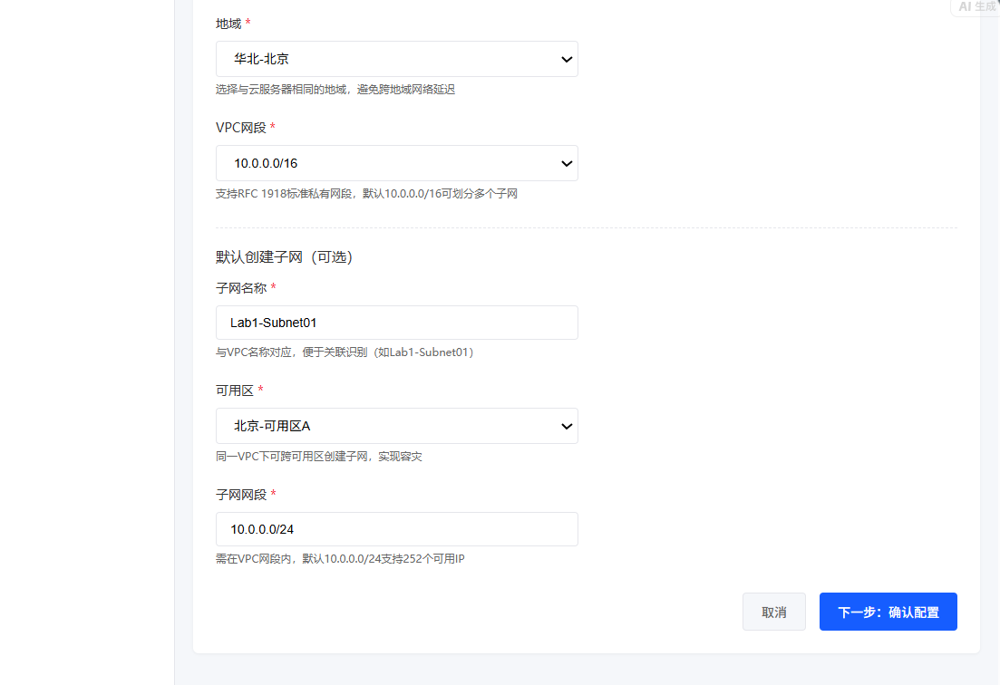 AI 生成
地域 *
华北-北京
选择与云服务器相同的地域，避免跨地域网络延迟
VPC网段 *
10.0.0.0/16
支持RFC 1918标准私有网段，默认10.0.0.0/16可划分多个子网
默认创建子网（可选）
子网名称 *
Lab1-Subnet01
与VPC名称对应，便于关联识别（如Lab1-Subnet01）
可用区 *
北京-可用区A
同一VPC下可跨可用区创建子网，实现容灾
子网网段 *
10.0.0.0/24
需在VPC网段内，默认10.0.0.0/24支持252个可用IP
取消
下一步：确认配置